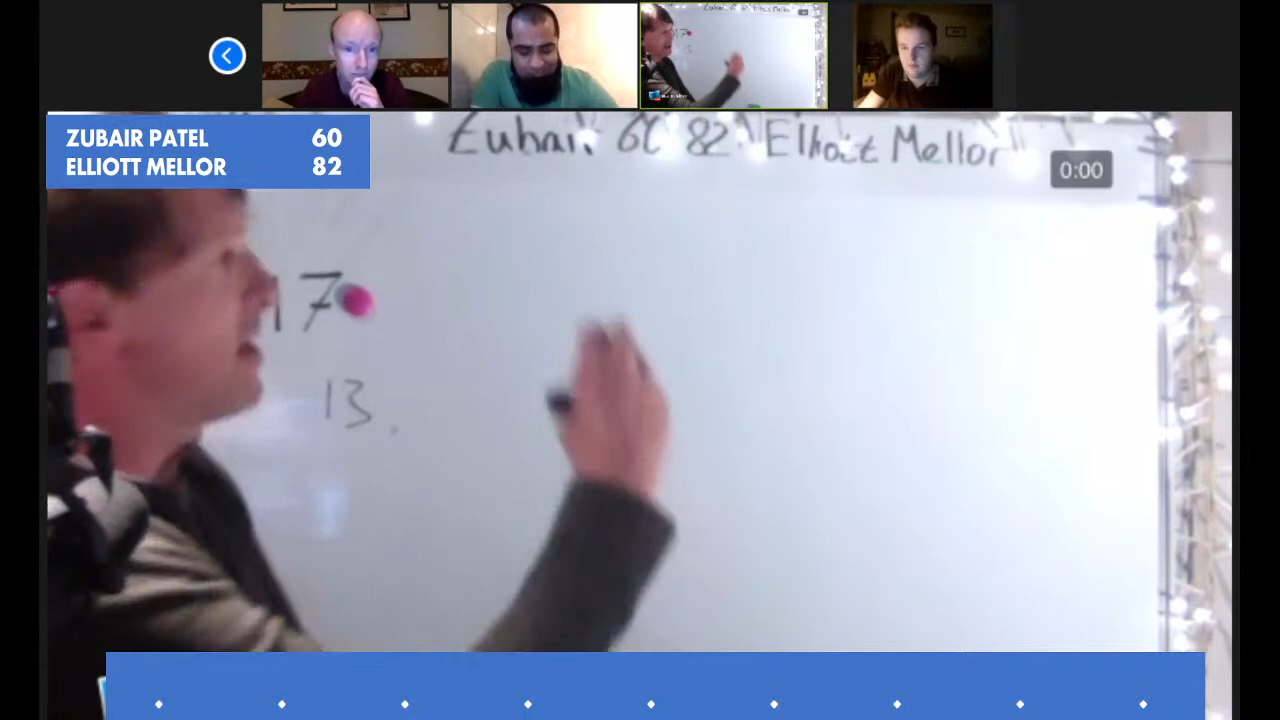 ZUBAIR PATEL 60
ELLIOTT MELLOR 82
Zubair 60 82 Elliott Mellor
0:00
17
13.